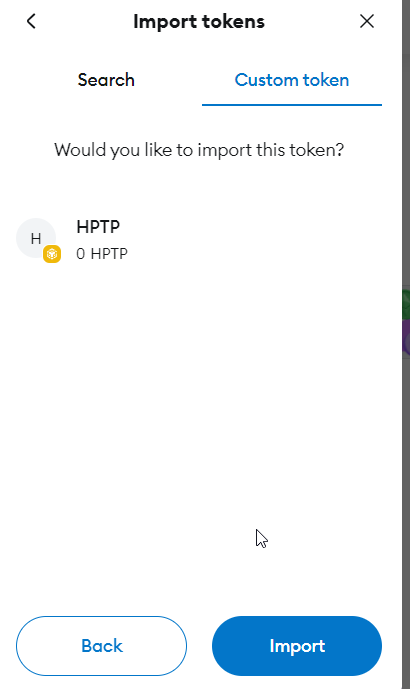 Import tokens
Search
Custom token
Would you like to import this token?
H
HPTP
0 HPTP
Back
Import